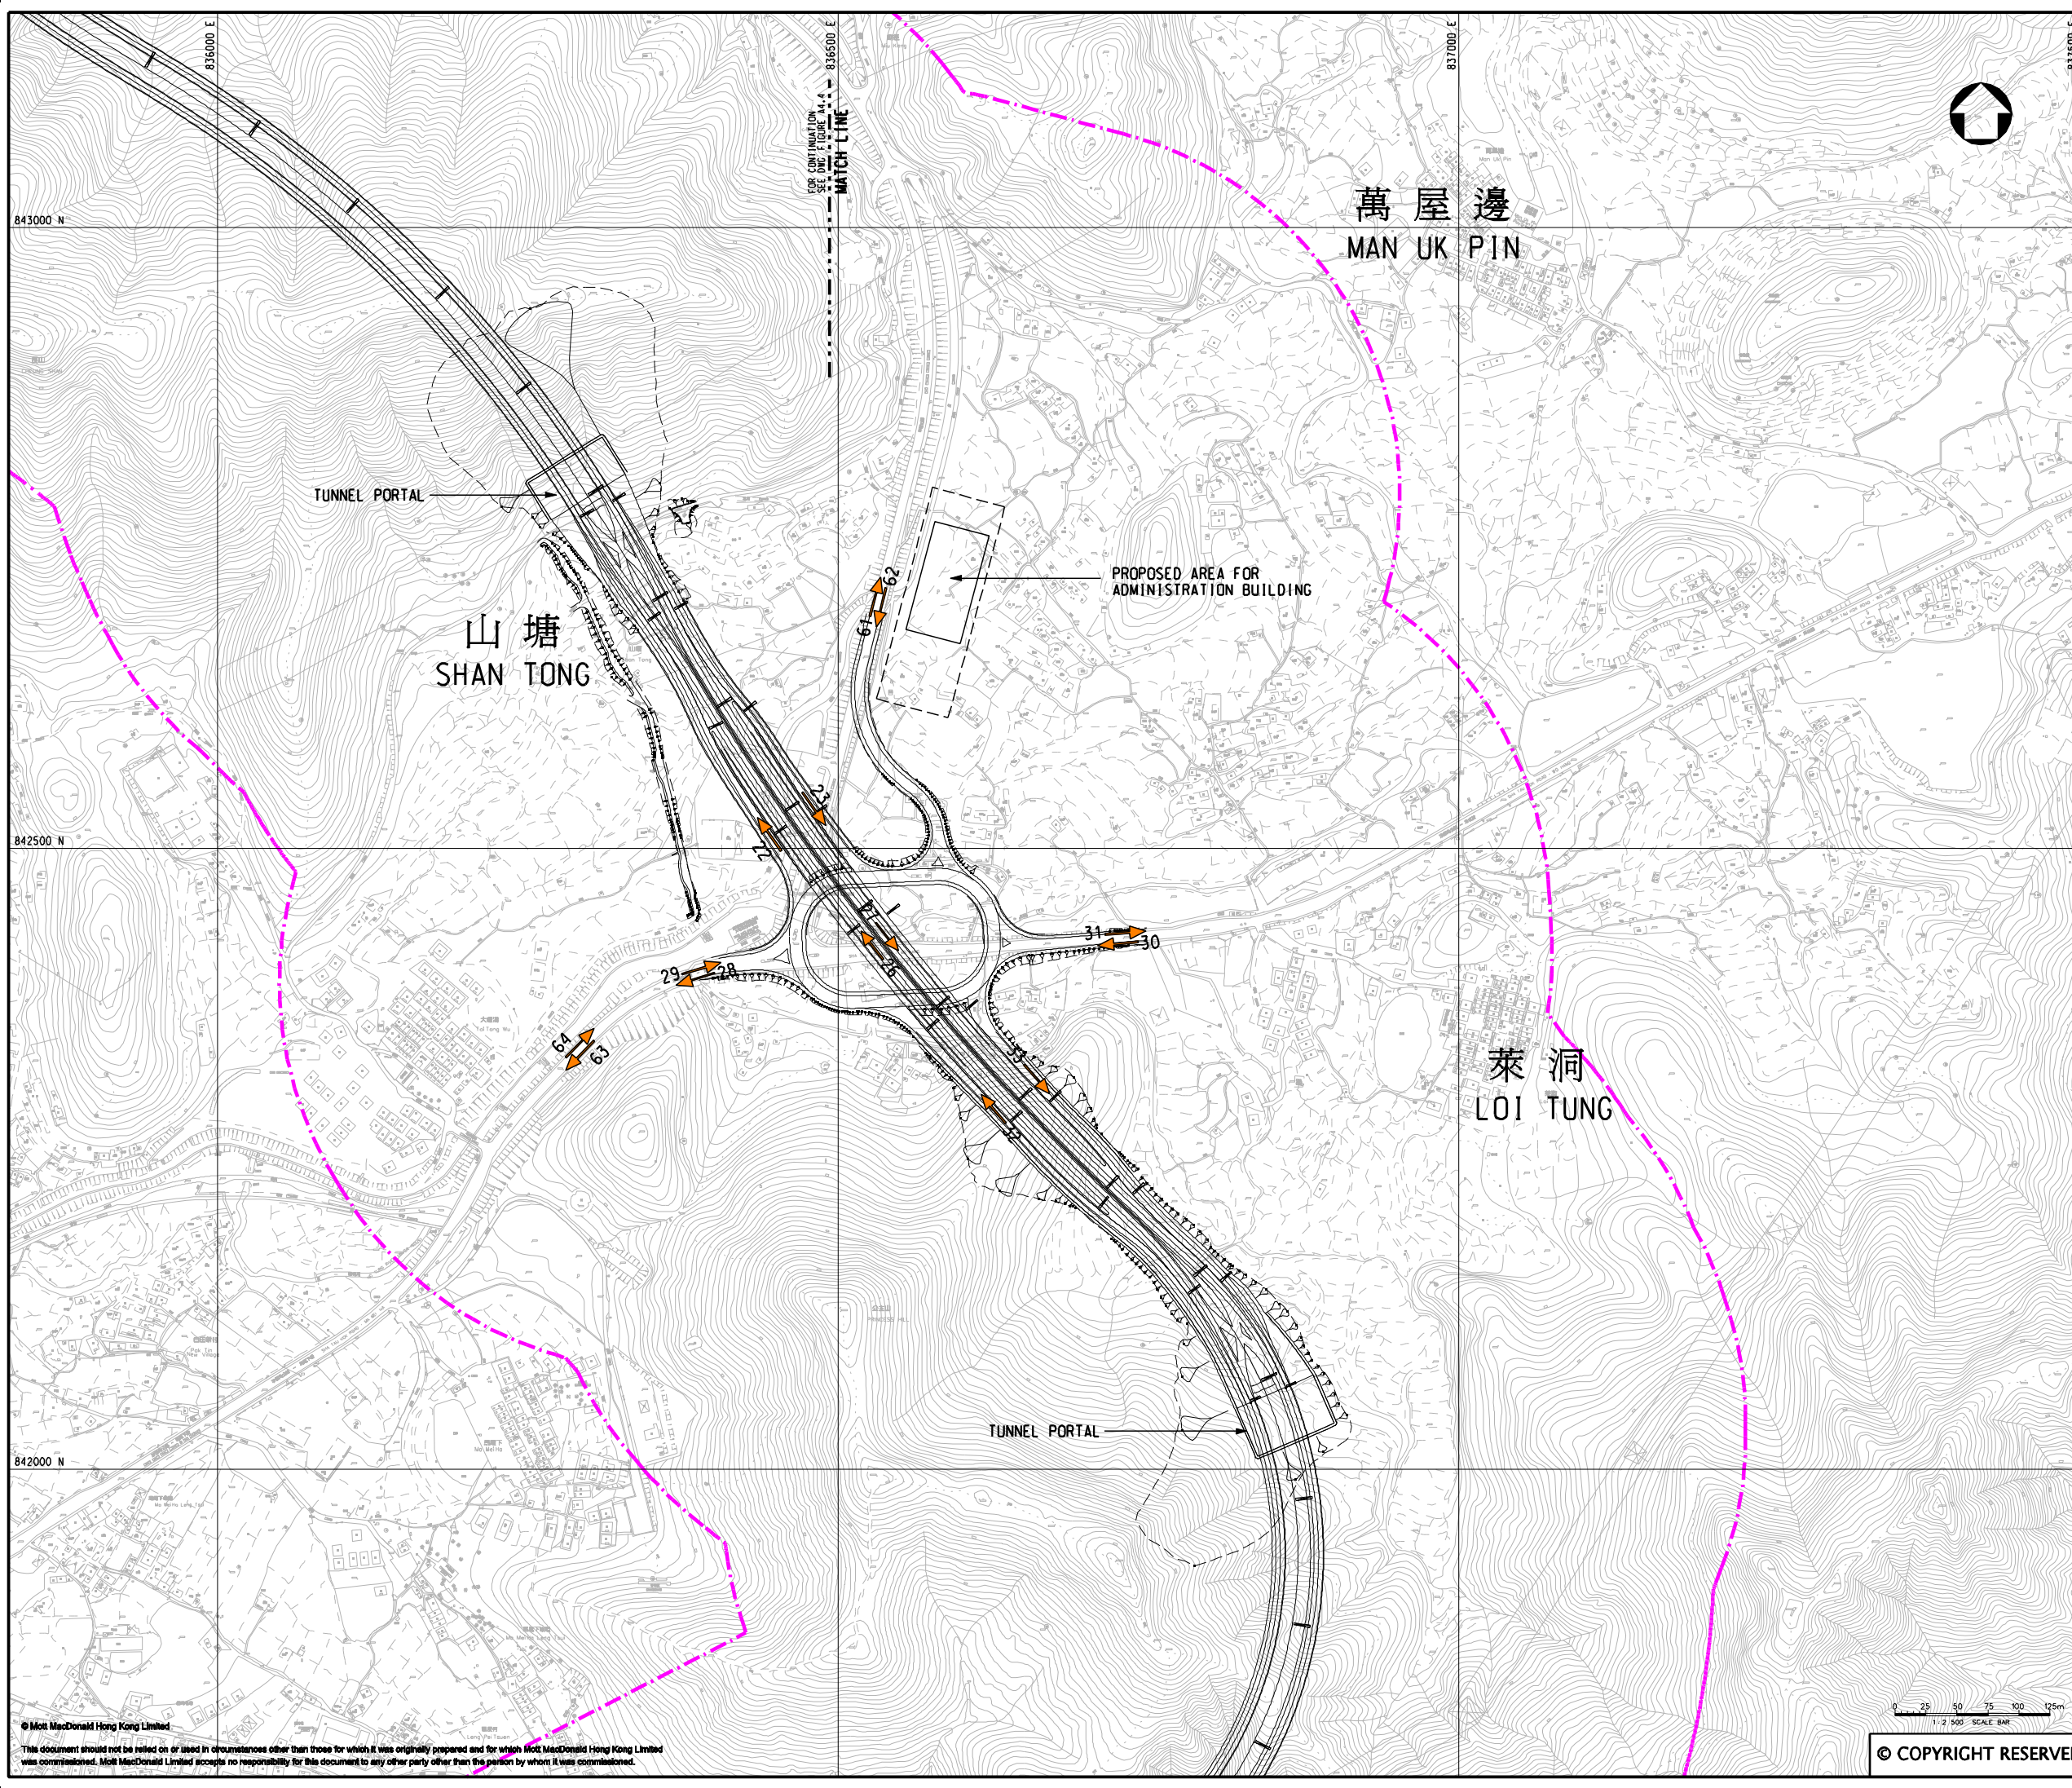 836000 E
836500 E
837000 E
FOR CONTINUATION
SEE DWG. FIGURE A4.4
MATCH LINE
843000 N
萬屋邊
MAN UK PIN
TUNNEL PORTAL
62
61
PROPOSED AREA FOR
ADMINISTRATION BUILDING
山塘
SHAN TONG
23
22
842500 N
27
26
31
30
29
28
64
63
33
32
萊洞
LOI TUNG
TUNNEL PORTAL
842000 N
PRINCESS HILL
0 25 50 75 100 125m
1:2 500 SCALE BAR
© Mott MacDonald Hong Kong Limited
This document should not be relied on or used in circumstances other than those for which it was originally prepared and for which Mott MacDonald Hong Kong Limited
was commissioned. Mott MacDonald Limited accepts no responsibility for this document to any other party other than the person by whom it was commissioned.
© COPYRIGHT RESERVE